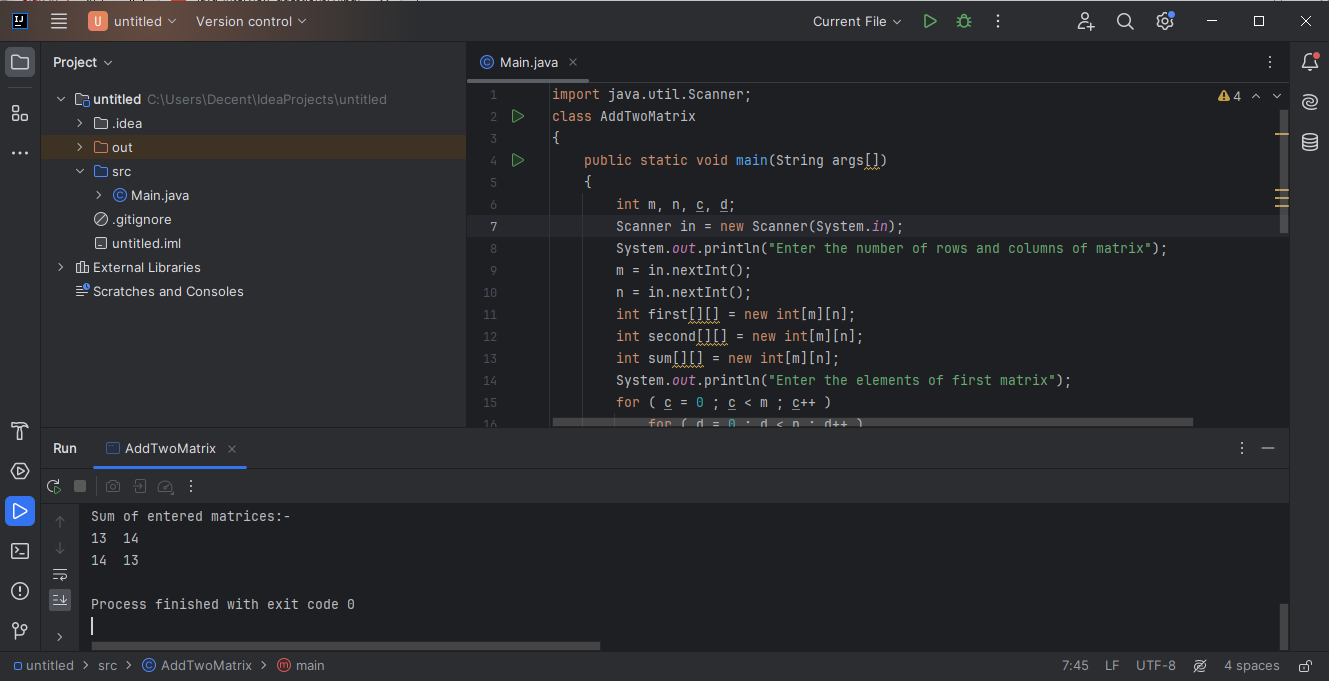 IJ
U untitled Version control Current File
Project
untitled C:\Users\Decent\IdeaProjects\untitled
.idea
out
src
Main.java
.gitignore
untitled.iml
External Libraries
Scratches and Consoles
Main.java
4
1 import java.util.Scanner;
2 class AddTwoMatrix
3 {
4 public static void main(String args[])
5 {
6 int m, n, c, d;
7 Scanner in = new Scanner(System.in);
8 System.out.println("Enter the number of rows and columns of matrix");
9 m = in.nextInt();
10 n = in.nextInt();
11 int first[][] = new int[m][n];
12 int second[][] = new int[m][n];
13 int sum[][] = new int[m][n];
14 System.out.println("Enter the elements of first matrix");
15 for ( c = 0 ; c < m ; c++ )
16 for ( d = 0 ; d < n ; d++ )
Run AddTwoMatrix
Sum of entered matrices:-
13 14
14 13
Process finished with exit code 0
untitled > src > AddTwoMatrix > main 7:45 LF UTF-8 4 spaces